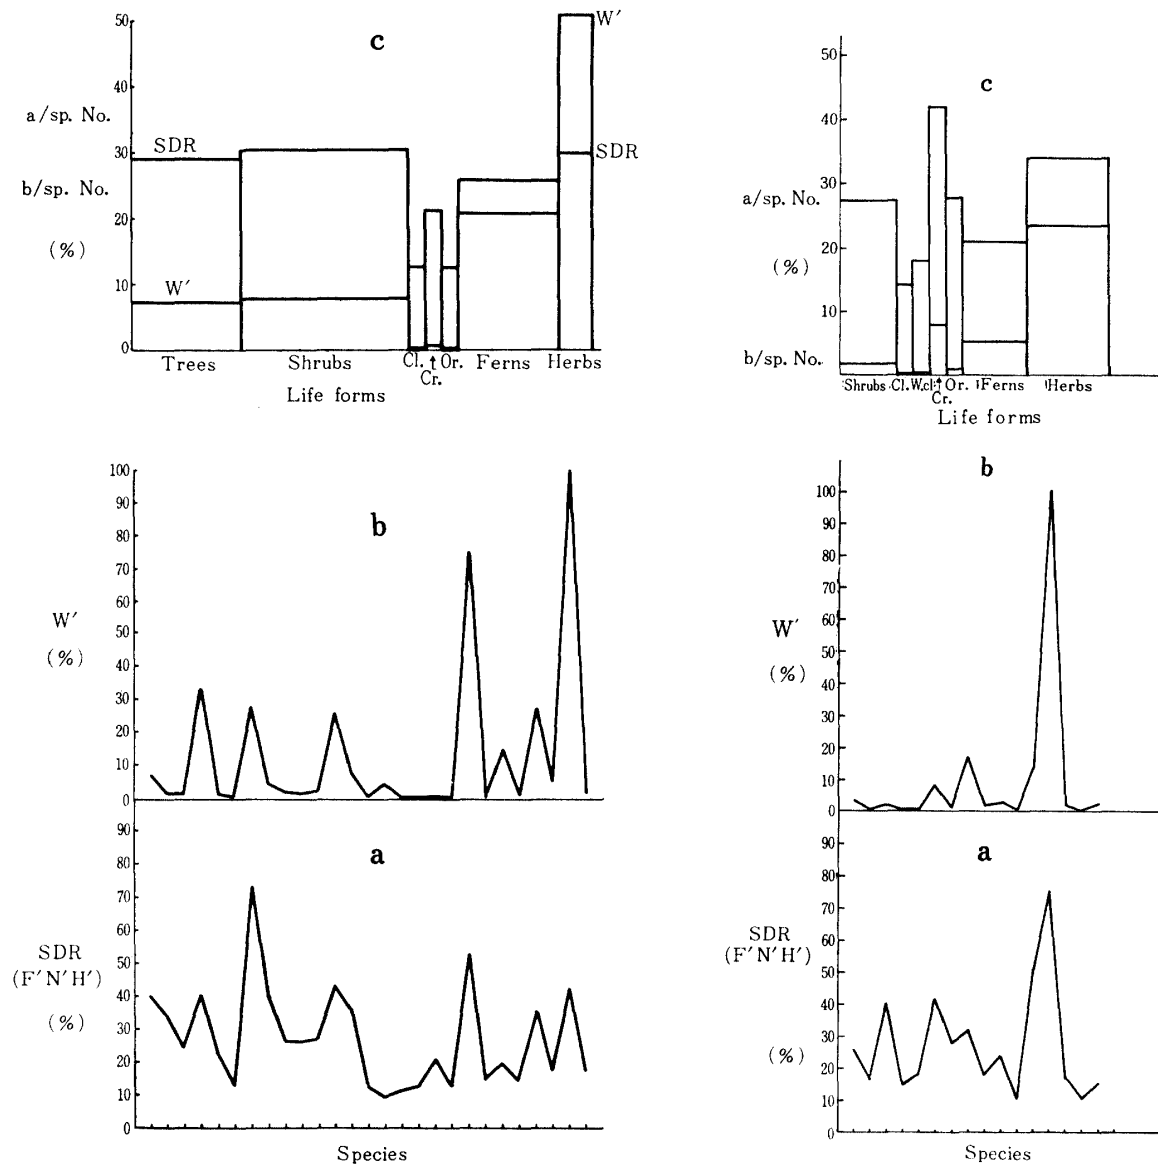 c
50
W′
40
a/sp. No.
SDR
30
SDR
b/sp. No.
20
(%)
10
W′
0
Trees Shrubs Cl. ↑ Or. Ferns Herbs
Cr.
Life forms
c
50
40
30
a/sp. No.
20
(%)
10
b/sp. No.
Shrubs Cl. W.cl. ↑ Or. Ferns Herbs
Cr.
Life forms
b
100
90
80
70
60
W′
50
(%)
40
30
20
10
0
a
90
80
70
60
SDR
50
(F′N′H′)
40
(%)
30
20
10
0
Species
b
100
90
80
70
60
W′
50
(%)
40
30
20
10
0
a
90
80
70
60
SDR
(F′N′H′)
50
40
30
(%)
20
10
0
Species